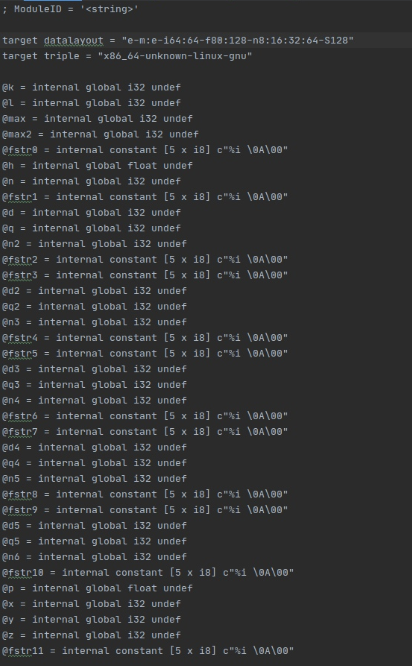 ; ModuleID = '<string>'
target datalayout = "e-m:e-i64:64-f80:128-n8:16:32:64-S128"
target triple = "x86_64-unknown-linux-gnu"
@k = internal global i32 undef
@l = internal global i32 undef
@max = internal global i32 undef
@max2 = internal global i32 undef
@fstr0 = internal constant [5 x i8] c"%i \0A\00"
@h = internal global float undef
@n = internal global i32 undef
@fstr1 = internal constant [5 x i8] c"%i \0A\00"
@d = internal global i32 undef
@q = internal global i32 undef
@n2 = internal global i32 undef
@fstr2 = internal constant [5 x i8] c"%i \0A\00"
@fstr3 = internal constant [5 x i8] c"%i \0A\00"
@d2 = internal global i32 undef
@q2 = internal global i32 undef
@n3 = internal global i32 undef
@fstr4 = internal constant [5 x i8] c"%i \0A\00"
@fstr5 = internal constant [5 x i8] c"%i \0A\00"
@d3 = internal global i32 undef
@q3 = internal global i32 undef
@n4 = internal global i32 undef
@fstr6 = internal constant [5 x i8] c"%i \0A\00"
@fstr7 = internal constant [5 x i8] c"%i \0A\00"
@d4 = internal global i32 undef
@q4 = internal global i32 undef
@n5 = internal global i32 undef
@fstr8 = internal constant [5 x i8] c"%i \0A\00"
@fstr9 = internal constant [5 x i8] c"%i \0A\00"
@d5 = internal global i32 undef
@q5 = internal global i32 undef
@n6 = internal global i32 undef
@fstr10 = internal constant [5 x i8] c"%i \0A\00"
@p = internal global float undef
@x = internal global i32 undef
@y = internal global i32 undef
@z = internal global i32 undef
@fstr11 = internal constant [5 x i8] c"%i \0A\00"